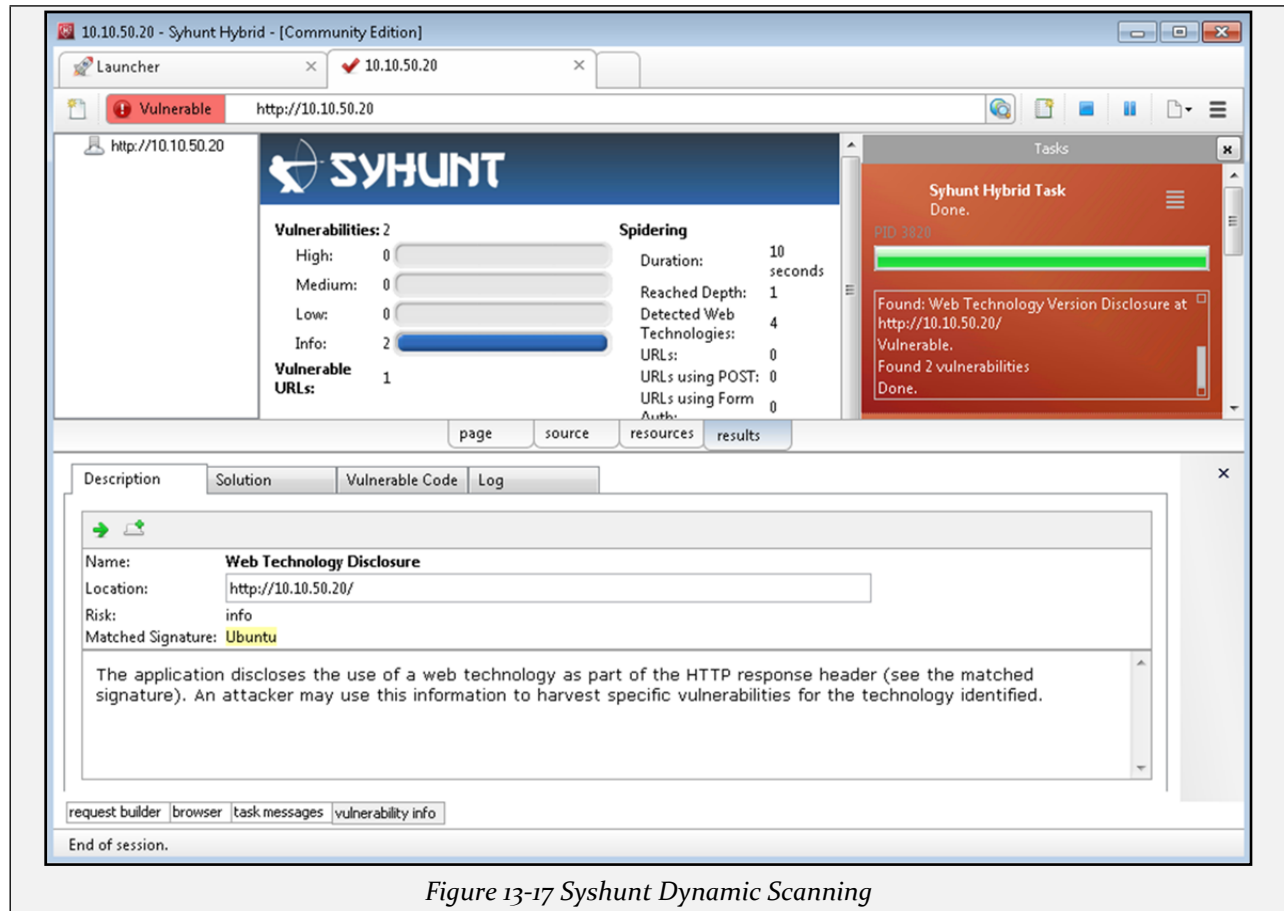 10.10.50.20 - Syhunt Hybrid - [Community Edition]
Launcher
10.10.50.20
Vulnerable
http://10.10.50.20
http://10.10.50.20
SYHUNT
Vulnerabilities: 2
High: 0
Medium: 0
Low: 0
Info: 2
Vulnerable
URLs: 1
Spidering
Duration: 10 seconds
Reached Depth: 1
Detected Web
Technologies: 4
URLs: 0
URLs using POST: 0
URLs using Form
Auth: 0
Tasks
Syhunt Hybrid Task
Done.
PID 3820
Found: Web Technology Version Disclosure at
http://10.10.50.20/
Vulnerable.
Found 2 vulnerabilities
Done.
page source resources results
Description Solution Vulnerable Code Log
Name: Web Technology Disclosure
Location: http://10.10.50.20/
Risk: info
Matched Signature: Ubuntu
The application discloses the use of a web technology as part of the HTTP response header (see the matched
signature). An attacker may use this information to harvest specific vulnerabilities for the technology identified.
request builder browser task messages vulnerability info
End of session.
Figure 13-17 Syshunt Dynamic Scanning